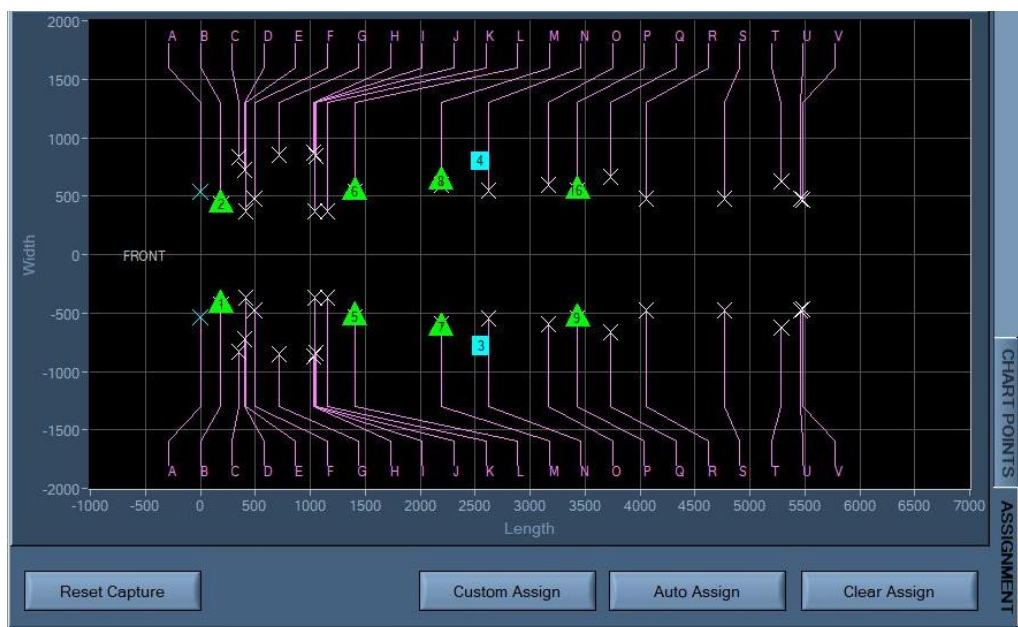 2000
A B C D E F G H I J K L M N O P Q R S T U V
1500
1000
4
8
6
500
2
Width
0
FRONT
1
5
9
-500
7
3
-1000
-1500
A B C D E F G H I J K L M N O P Q R S T U V
-2000
-1000 -500 0 500 1000 1500 2000 2500 3000 3500 4000 4500 5000 5500 6000 6500 7000
Length
CHART POINTS
ASSIGNMENT
Reset Capture Custom Assign Auto Assign Clear Assign